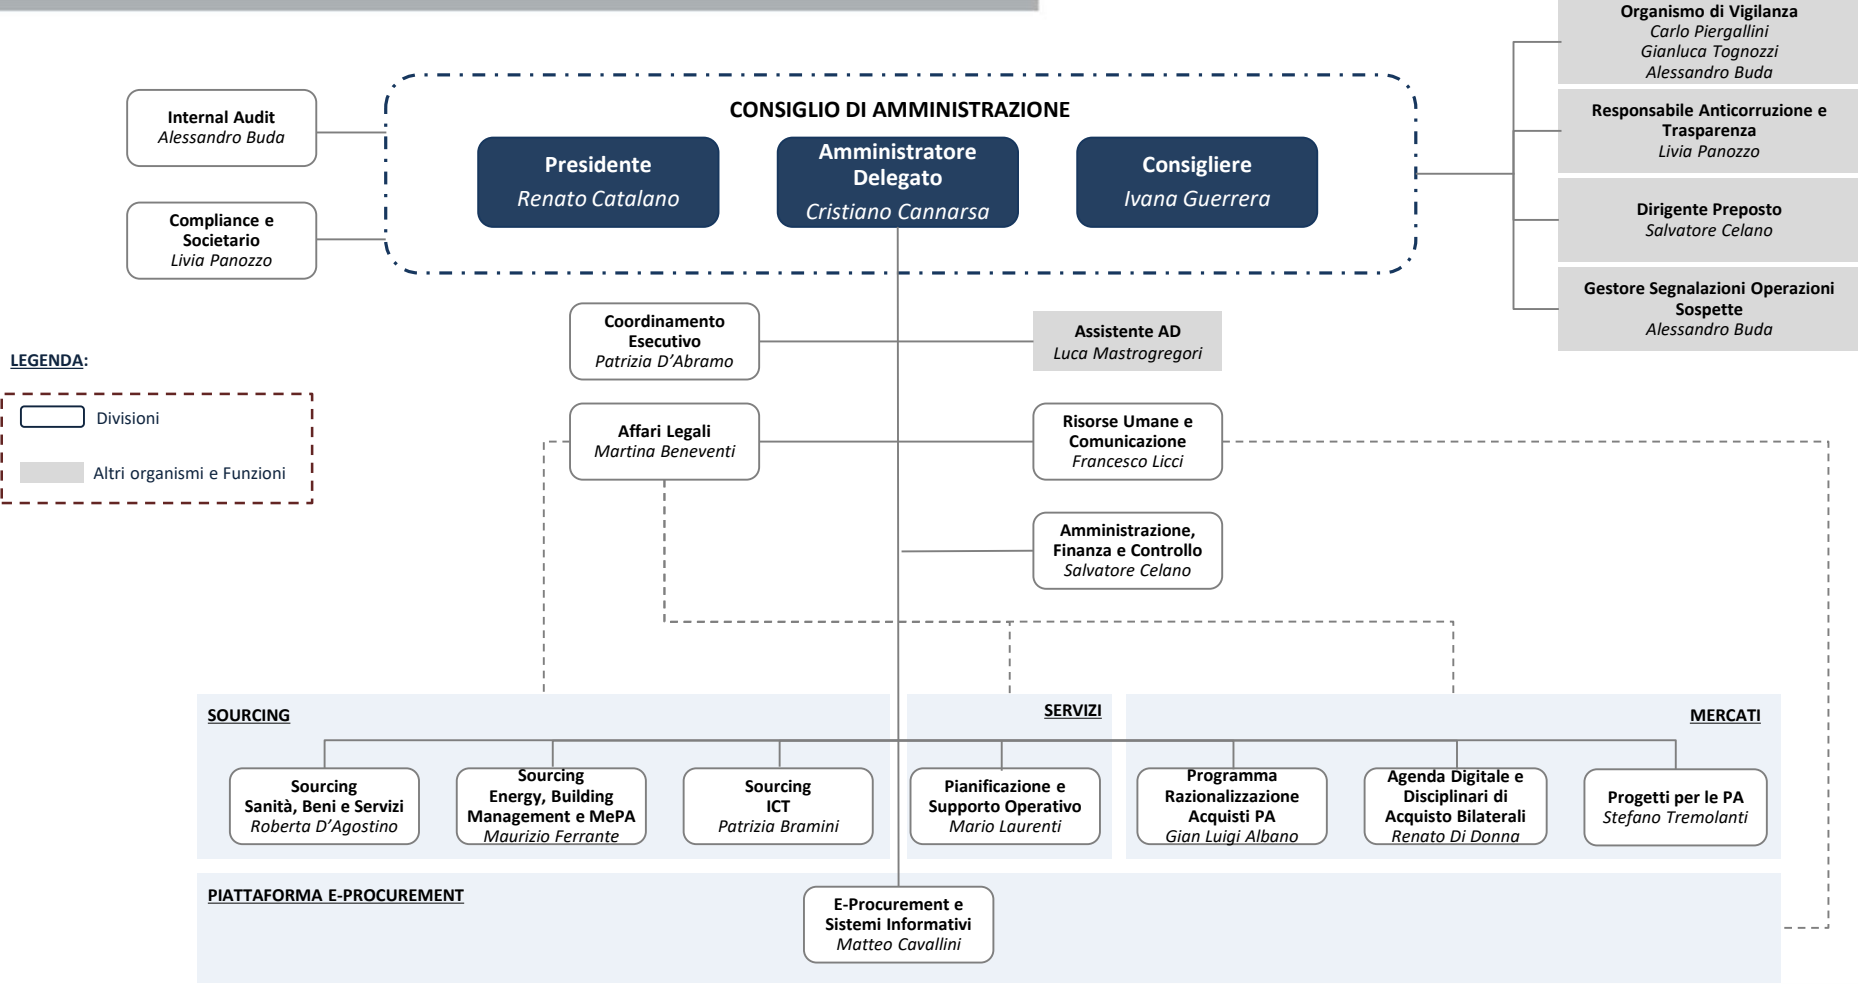 Organismo di Vigilanza
Carlo Piergallini
Gianluca Tognozzi
Alessandro Buda
Responsabile Anticorruzione e
Trasparenza
Livia Panozzo
Dirigente Preposto
Salvatore Celano
Gestore Segnalazioni Operazioni
Sospette
Alessandro Buda
Internal Audit
Alessandro Buda
Compliance e
Societario
Livia Panozzo
CONSIGLIO DI AMMINISTRAZIONE
Presidente
Renato Catalano
Amministratore
Delegato
Cristiano Cannarsa
Consigliere
Ivana Guerrera
Coordinamento
Esecutivo
Patrizia D’Abramo
Assistente AD
Luca Mastrogregori
LEGENDA:
Divisioni
Altri organismi e Funzioni
Affari Legali
Martina Beneventi
Risorse Umane e
Comunicazione
Francesco Licci
Amministrazione,
Finanza e Controllo
Salvatore Celano
SOURCING
Sourcing
Sanità, Beni e Servizi
Roberta D’Agostino
Sourcing
Energy, Building
Management e MePA
Maurizio Ferrante
Sourcing
ICT
Patrizia Bramini
SERVIZI
Pianificazione e
Supporto Operativo
Mario Laurenti
MERCATI
Programma
Razionalizzazione
Acquisti PA
Gian Luigi Albano
Agenda Digitale e
Disciplinari di
Acquisto Bilaterali
Renato Di Donna
Progetti per le PA
Stefano Tremolanti
PIATTAFORMA E-PROCUREMENT
E-Procurement e
Sistemi Informativi
Matteo Cavallini